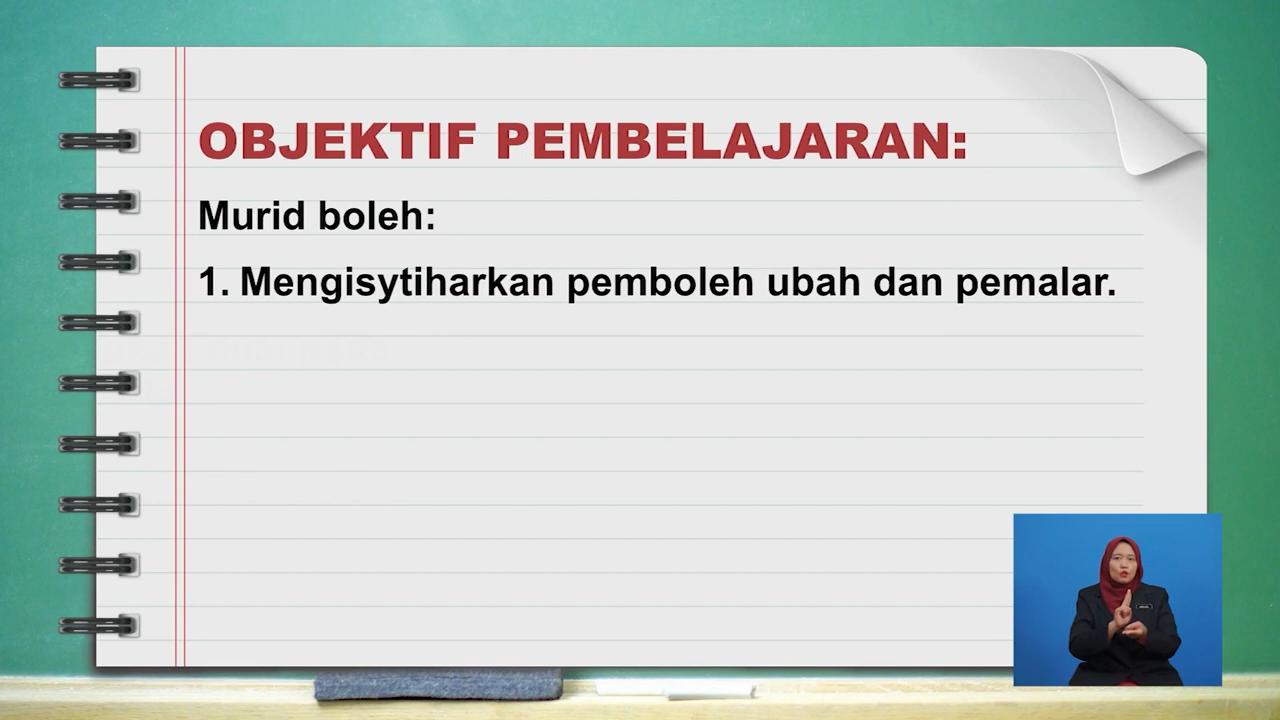 OBJEKTIF PEMBELAJARAN:
Murid boleh:
1. Mengisytiharkan pemboleh ubah dan pemalar.